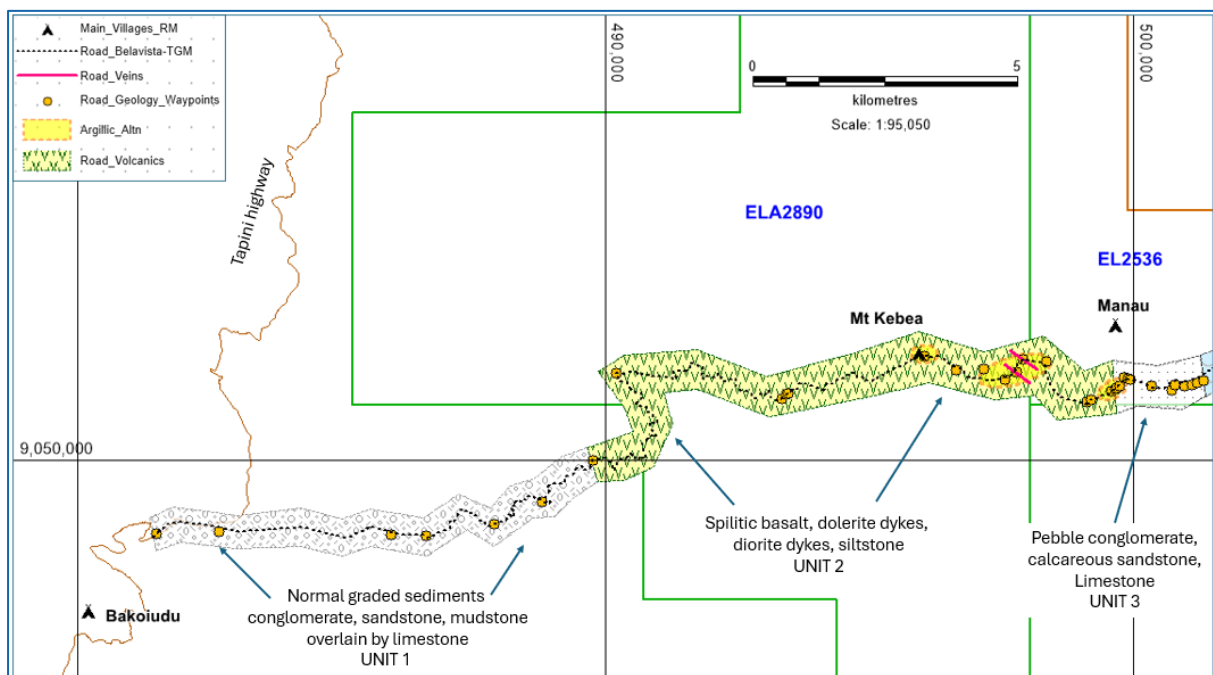 Main_Villages_RM
Road_Belavista-TGM
Road_Veins
Road_Geology_Waypoints
Argillic_Altn
Road_Volcanics
Tapini highway
490,000
0 5
kilometres
Scale: 1:95,050
500,000
ELA2890
EL2536
Manau
Mt Kebea
9,050,000
Bakoiudu
Normal graded sediments
conglomerate, sandstone, mudstone
overlain by limestone
UNIT 1
Spilitic basalt, dolerite dykes,
diorite dykes, siltstone
UNIT 2
Pebble conglomerate,
calcareous sandstone,
Limestone
UNIT 3